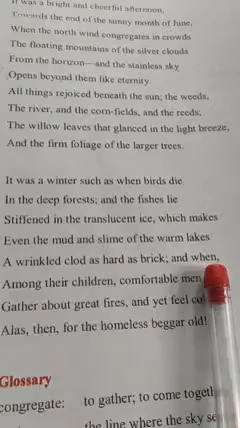 It was a bright and cheerful afternoon,
Towards the end of the sunny month of June,
When the north wind congregates in crowds
The floating mountains of the silver clouds
From the horizon—and the stainless sky
Opens beyond them like eternity.
All things rejoiced beneath the sun; the weeds,
The river, and the corn-fields, and the reeds;
The willow leaves that glanced in the light breeze,
And the firm foliage of the larger trees.
It was a winter such as when birds die
In the deep forests; and the fishes lie
Stiffened in the translucent ice, which makes
Even the mud and slime of the warm lakes
A wrinkled clod as hard as brick; and when,
Among their children, comfortable men
Gather about great fires, and yet feel
Alas, then, for the homeless beggar old!
Glossary
congregate: to gather; to come
the line where the sky